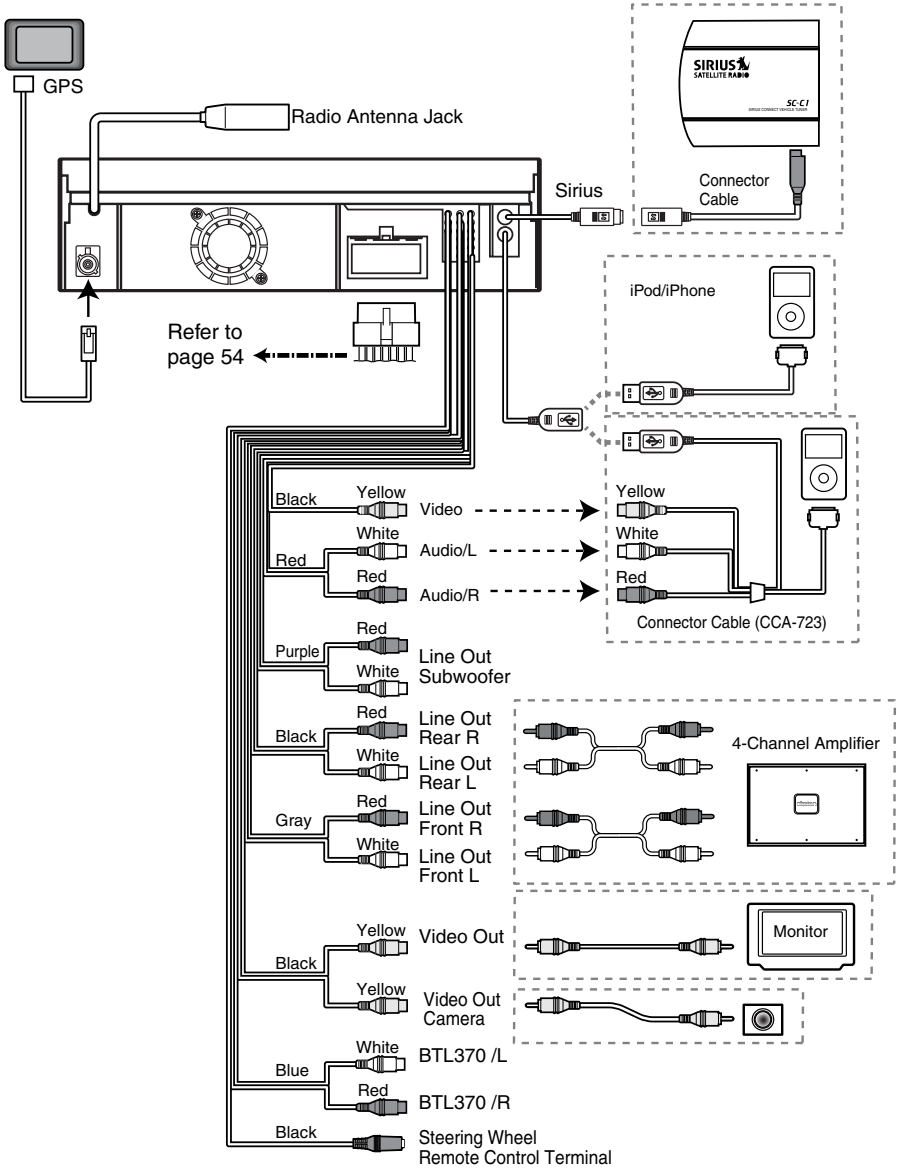 GPS
Radio Antenna Jack
SIRIUS
SATELLITE RADIO
SC-C1
SIRIUS CONNECT VEHICLE TUNER
Connector
Cable
Sirius
iPod/iPhone
Refer to
page 54
Black
Yellow
Video
Yellow
White
Audio/L
White
Red
Red
Audio/R
Red
Connector Cable (CCA-723)
Purple
Red
White
Line Out
Subwoofer
Black
Red
Line Out
Rear R
White
Line Out
Rear L
4-Channel Amplifier
Gray
Red
Line Out
Front R
White
Line Out
Front L
Black
Yellow
Video Out
Monitor
Yellow
Video Out
Camera
Blue
White
BTL370 /L
Red
BTL370 /R
Black
Steering Wheel
Remote Control Terminal